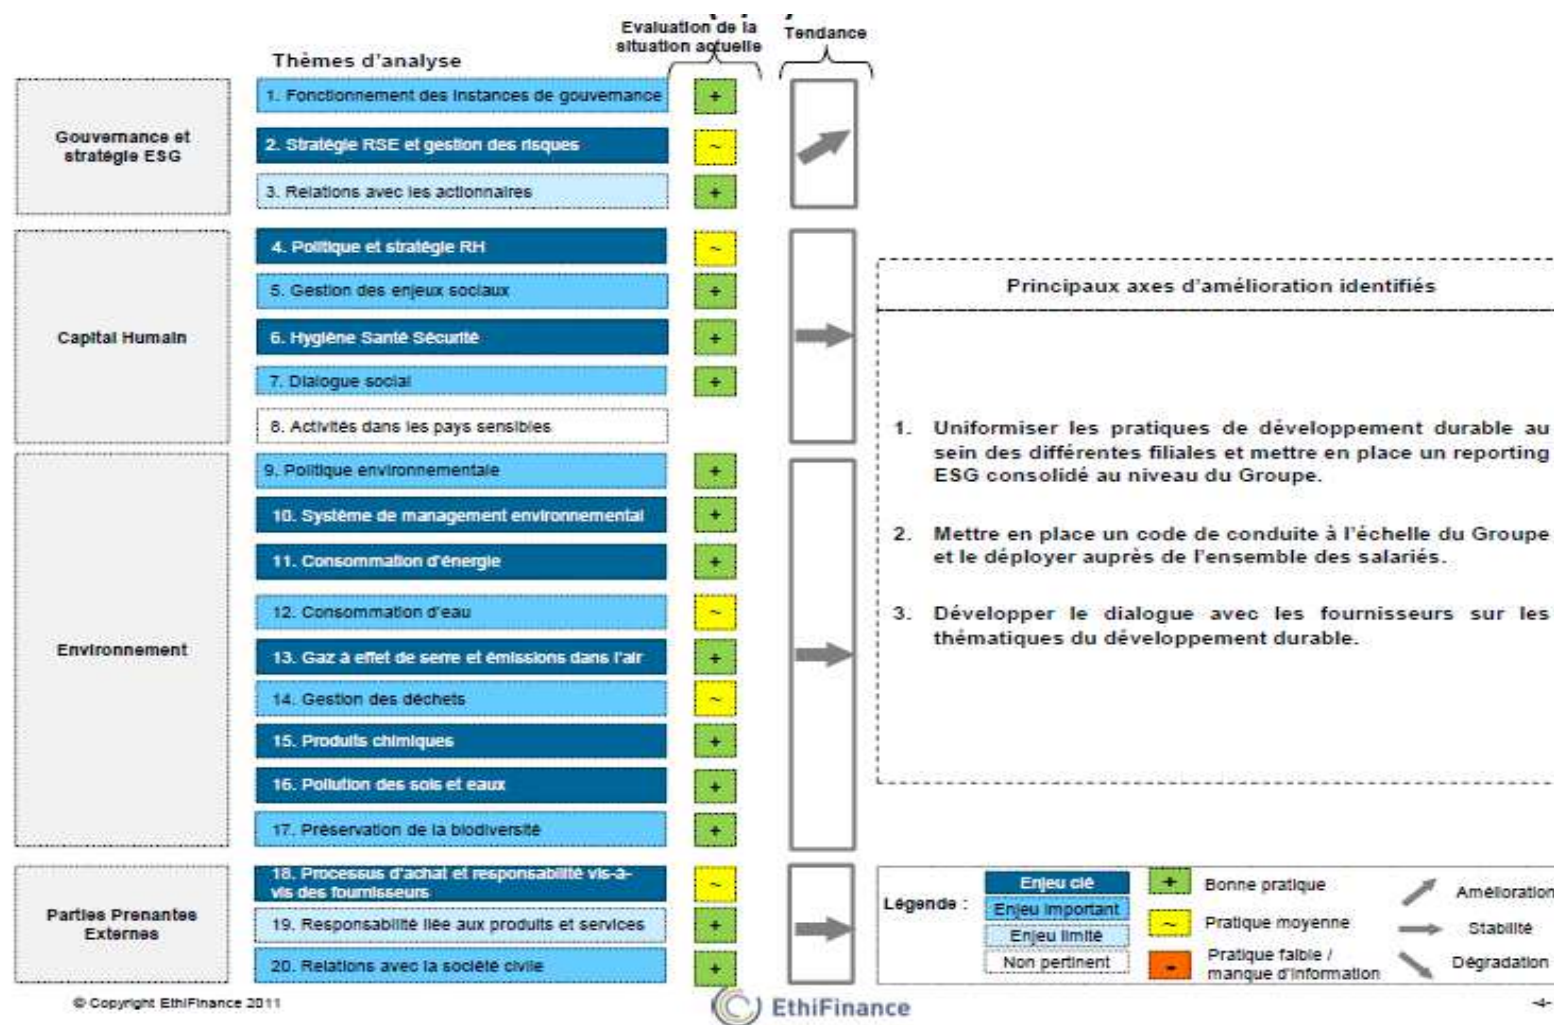 Evaluation de la
situation actuelle
Tendance
Thèmes d'analyse
Gouvernance et
stratégie ESG
1. Fonctionnement des instances de gouvernance
+
2. Stratégie RSE et gestion des risques
~
3. Relations avec les actionnaires
+
Capital Humain
4. Politique et stratégie RH
~
5. Gestion des enjeux sociaux
+
6. Hygiène Santé Sécurité
+
7. Dialogue social
+
8. Activités dans les pays sensibles
Environnement
9. Politique environnementale
+
10. Système de management environnemental
+
11. Consommation d'énergie
+
12. Consommation d'eau
~
13. Gaz à effet de serre et émissions dans l'air
+
14. Gestion des déchets
~
15. Produits chimiques
+
16. Pollution des sols et eaux
+
17. Préservation de la biodiversité
+
Parties Prenantes
Externes
18. Processus d'achat et responsabilité vis-à-
vis des fournisseurs
~
19. Responsabilité liée aux produits et services
+
20. Relations avec la société civile
+
Principaux axes d'amélioration identifiés
1. Uniformiser les pratiques de développement durable au
sein des différentes filiales et mettre en place un reporting
ESG consolidé au niveau du Groupe.
2. Mettre en place un code de conduite à l'échelle du Groupe
et le déployer auprès de l'ensemble des salariés.
3. Développer le dialogue avec les fournisseurs sur les
thématiques du développement durable.
Légende :
Enjeu clé
Enjeu important
Enjeu limité
Non pertinent
+ Bonne pratique
~ Pratique moyenne
- Pratique faible /
manque d'information
Amélioration
Stabilité
Dégradation
© Copyright EthiFinance 2011
EthiFinance
-4-